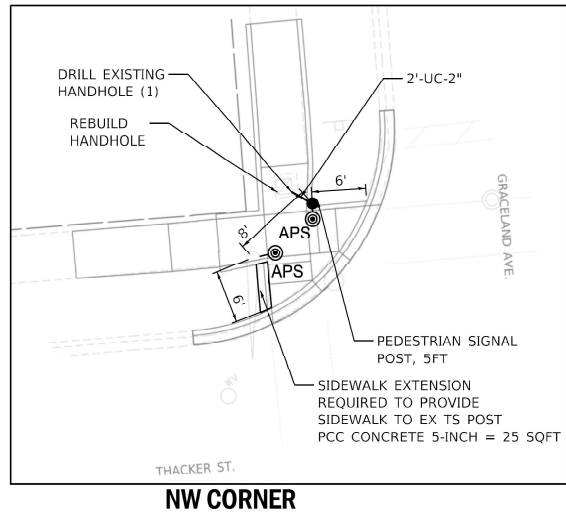 DRILL EXISTING
HANDHOLE (1)
2'-UC-2"
REBUILD
HANDHOLE
6'
GRACELAND AVE.
8'
APS
APS
6'
PEDESTRIAN SIGNAL
POST, 5FT
SIDEWALK EXTENSION
REQUIRED TO PROVIDE
SIDEWALK TO EX TS POST
PCC CONCRETE 5-INCH = 25 SQFT
THACKER ST.
NW CORNER